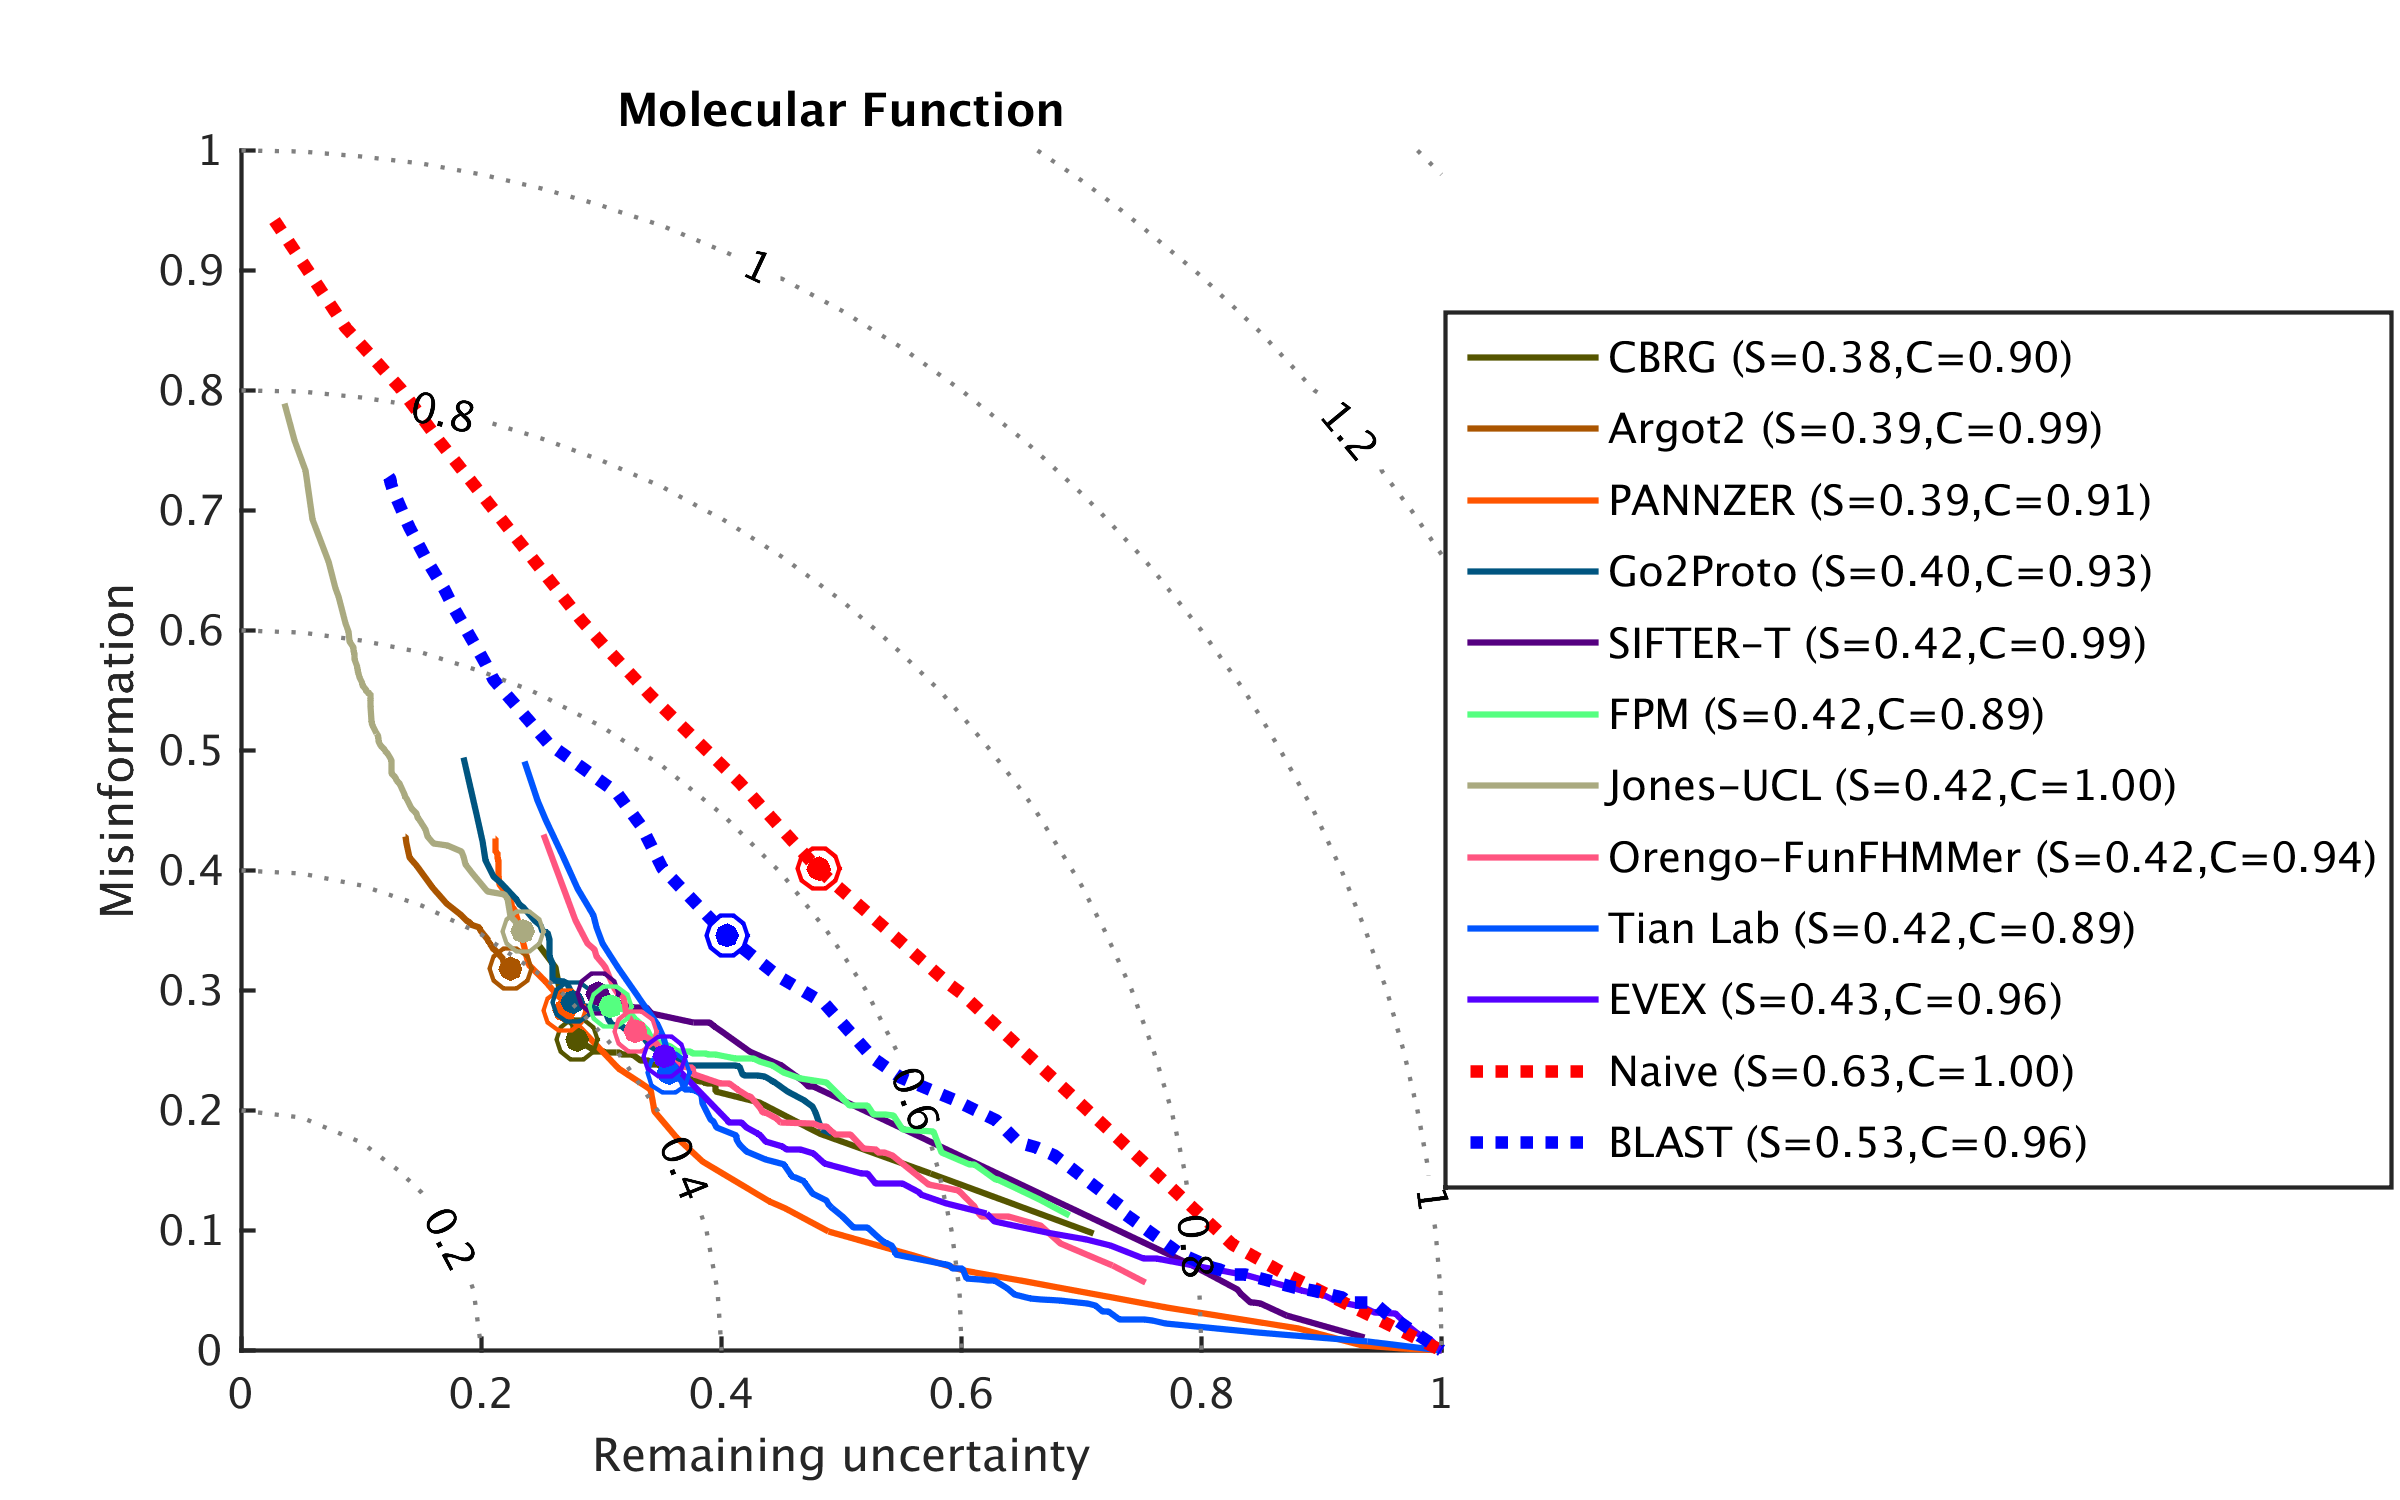 Molecular Function
1
0.9
0.8
0.7
0.6
0.5
0.4
0.3
0.2
0.1
0
Misinformation
0
0.2
0.4
0.6
0.8
1
Remaining uncertainty
1
0.8
1.2
0.6
0.4
0.2
0.8
1
CBRG (S=0.38,C=0.90)
Argot2 (S=0.39,C=0.99)
PANNZER (S=0.39,C=0.91)
Go2Proto (S=0.40,C=0.93)
SIFTER-T (S=0.42,C=0.99)
FPM (S=0.42,C=0.89)
Jones-UCL (S=0.42,C=1.00)
Orengo-FunFHMMer (S=0.42,C=0.94)
Tian Lab (S=0.42,C=0.89)
EVEX (S=0.43,C=0.96)
Naive (S=0.63,C=1.00)
BLAST (S=0.53,C=0.96)